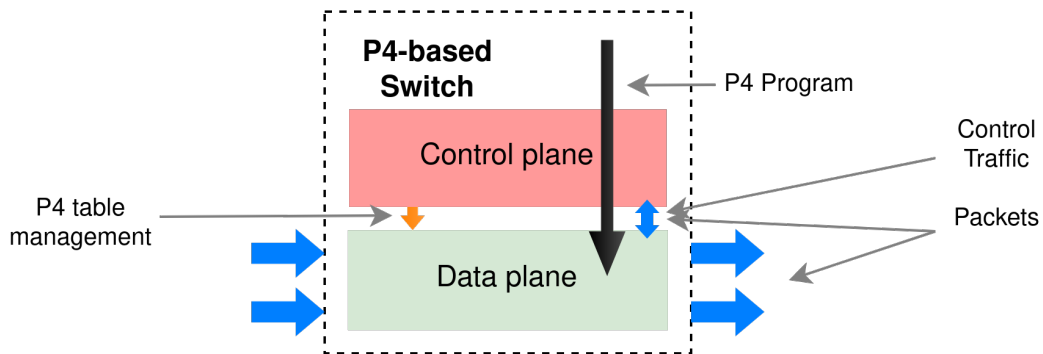 P4-based
Switch
P4 Program
Control plane
Control
Traffic
P4 table
management
Packets
Data plane